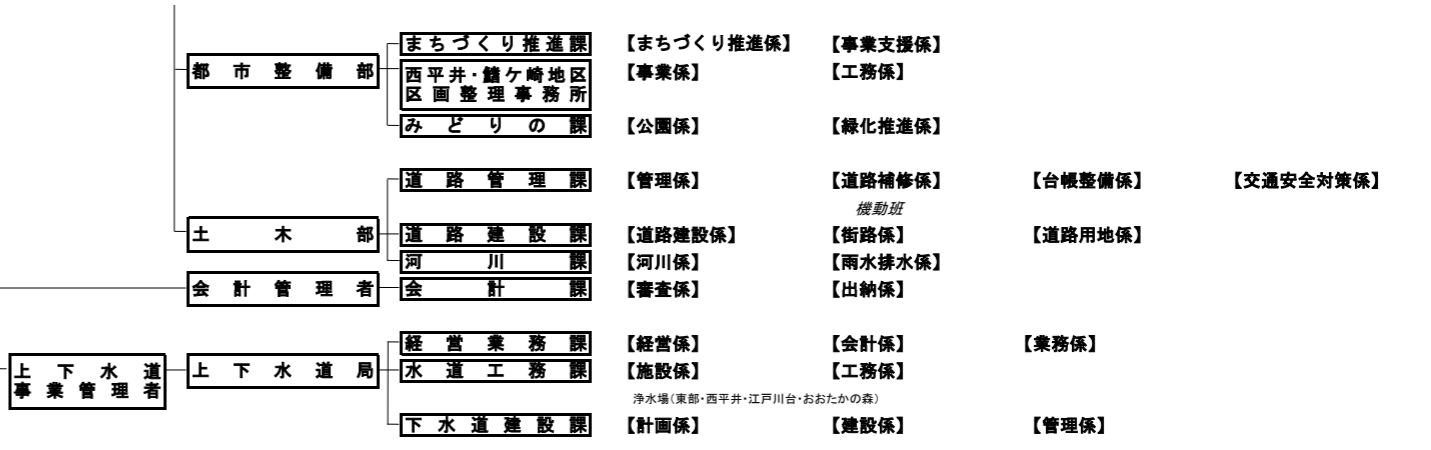 まちづくり推進課 【まちづくり推進係】 【事業支援係】
都市整備部 西平井・鰭ケ崎地区 【事業係】 【工務係】
区画整理事務所
みどりの課 【公園係】 【緑化推進係】
道路管理課 【管理係】 【道路補修係】 【台帳整備係】 【交通安全対策係】
機動班
土木部 道路建設課 【道路建設係】 【街路係】 【道路用地係】
河川課 【河川係】 【雨水排水係】
会計管理者 会計課 【審査係】 【出納係】
経営業務課 【経営係】 【会計係】 【業務係】
上下水道 上下水道局 水道工務課 【施設係】 【工務係】
事業管理者
浄水場(東部・西平井・江戸川台・おおたかの森)
下水道建設課 【計画係】 【建設係】 【管理係】